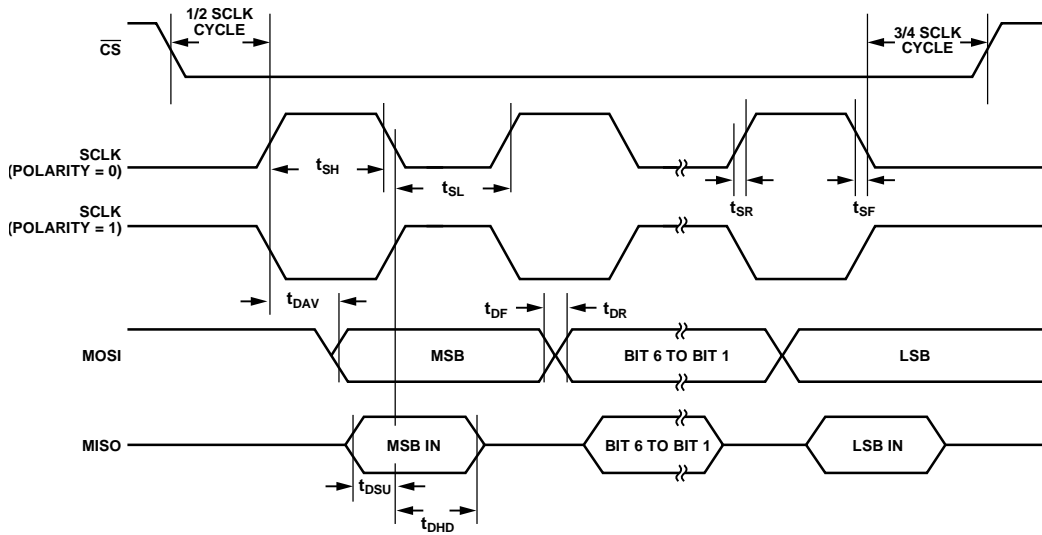 1/2 SCLK
CYCLE
3/4 SCLK
CYCLE
CS
SCLK
(POLARITY = 0)
tSH
tSL
tSR
tSF
SCLK
(POLARITY = 1)
tDAV
tDF
tDR
MOSI
MSB
BIT 6 TO BIT 1
LSB
MISO
MSB IN
BIT 6 TO BIT 1
LSB IN
tDSU
tDHD